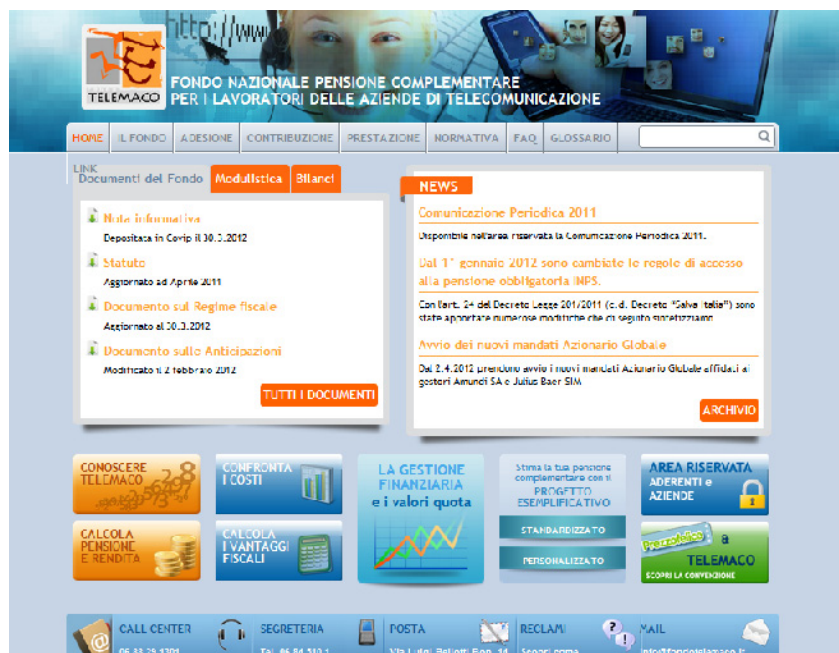 http://www
TELEMACO
FONDO NAZIONALE PENSIONE COMPLEMENTARE
PER I LAVORATORI DELLE AZIENDE DI TELECOMUNICAZIONE
HOME IL FONDO ADESIONE CONTRIBUZIONE PRESTAZIONE NORMATIVA FAQ GLOSSARIO
LINK
Documenti del Fondo Modulistica Bilanci
Nota informativa
Depositata in Covip il 30.3.2012
Statuto
Aggiornato ad Aprile 2011
Documento sul Regime fiscale
Aggiornato al 30.3.2012
Documento sulle Anticipazioni
Modificato il 2 febbraio 2012
TUTTI I DOCUMENTI
NEWS
Comunicazione Periodica 2011
Disponibile nell'area riservata la Comunicazione Periodica 2011.
Dal 1° gennaio 2012 sono cambiate le regole di accesso
alla pensione obbligatoria INPS.
Con l'art. 24 del Decreto Legge 201/2011 (c.d. Decreto "Salva Italia") sono
state apportate numerose modifiche che di seguito sintetizziamo
Avvio dei nuovi mandati Azionario Globale
Dal 2.4.2012 prendono avvio i nuovi mandati Azionario Globale affidati ai
gestori Amundi SA e Julius Baer SIM
ARCHIVIO
CONOSCERE
TELEMACO
CONFRONTA
I COSTI
CALCOLA
PENSIONE
E RENDITA
CALCOLA
I VANTAGGI
FISCALI
LA GESTIONE
FINANZIARIA
e i valori quota
Stima la tua pensione
complementare con il
PROGETTO
ESEMPLIFICATIVO
STANDARDIZZATO
PERSONALIZZATO
AREA RISERVATA
ADERENTI e
AZIENDE
Prezzofelice a
TELEMACO
SCOPRI LA CONVENZIONE
CALL CENTER SEGRETERIA POSTA RECLAMI MAIL